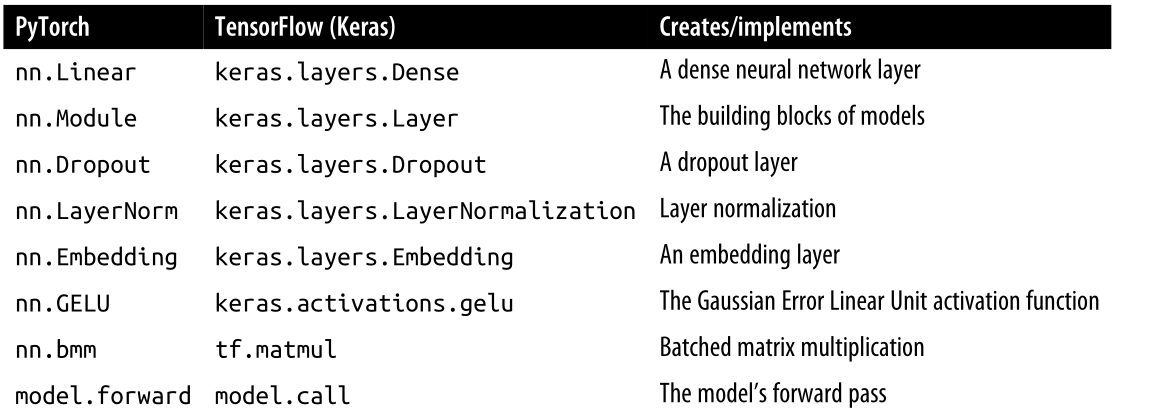 PyTorch TensorFlow (Keras) Creates/implements
nn.Linear keras.layers.Dense A dense neural network layer
nn.Module keras.layers.Layer The building blocks of models
nn.Dropout keras.layers.Dropout A dropout layer
nn.LayerNorm keras.layers.LayerNormalization Layer normalization
nn.Embedding keras.layers.Embedding An embedding layer
nn.GELU keras.activations.gelu The Gaussian Error Linear Unit activation function
nn.bmm tf.matmul Batched matrix multiplication
model.forward model.call The model’s forward pass